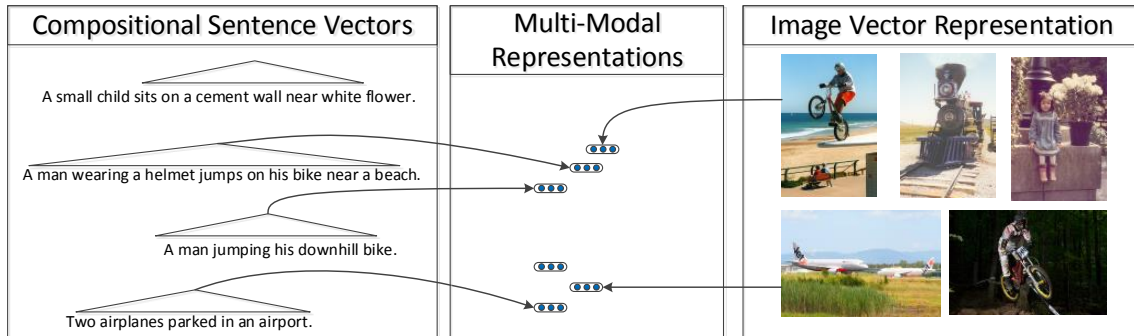 Compositional Sentence Vectors
A small child sits on a cement wall near white flower.
A man wearing a helmet jumps on his bike near a beach.
A man jumping his downhill bike.
Two airplanes parked in an airport.
Multi-Modal
Representations
Image Vector Representation